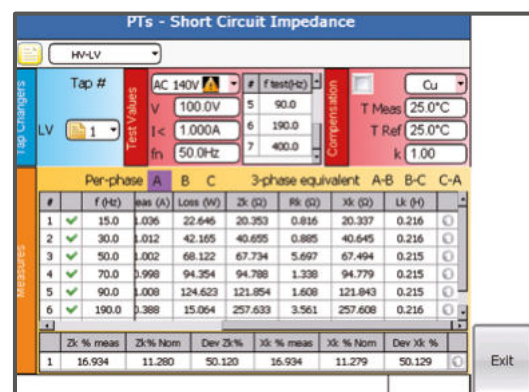 PTs - Short Circuit Impedance
HV-LV
Tap Changers
Tap #
LV 1
Test Values
AC 140V
V 100.0V
I< 1.000A
fn 50.0Hz
# f test(Hz)
5 90.0
6 190.0
7 400.0
Compensation
Cu
T Meas 25.0°C
T Ref 25.0°C
k 1.00
Measures
Per-phase A B C 3-phase equivalent A-B B-C C-A
# f (Hz) eas (A) Loss (W) Zk (Ω) Rk (Ω) Xk (Ω) Lk (H)
1 15.0 1.036 22.646 20.353 0.816 20.337 0.216
2 30.0 1.012 42.165 40.655 0.885 40.645 0.216
3 50.0 1.002 68.122 67.734 5.697 67.494 0.215
4 70.0 0.998 94.354 94.788 1.338 94.779 0.215
5 90.0 1.008 124.623 121.854 1.608 121.843 0.215
6 190.0 0.388 15.064 257.633 3.561 257.608 0.216
Zk % meas Zk% Nom Dev Zk% Xk % meas Xk % Nom Dev Xk %
1 16.934 11.280 50.120 16.934 11.279 50.129
Exit